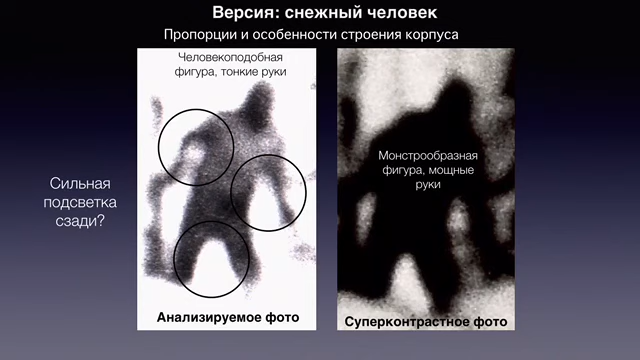 Версия: снежный человек
Пропорции и особенности строения корпуса
Человекоподобная
фигура, тонкие руки
Монстрообразная
фигура, мощные
руки
Сильная
подсветка
сзади?
Анализируемое фото
Суперконтрастное фото